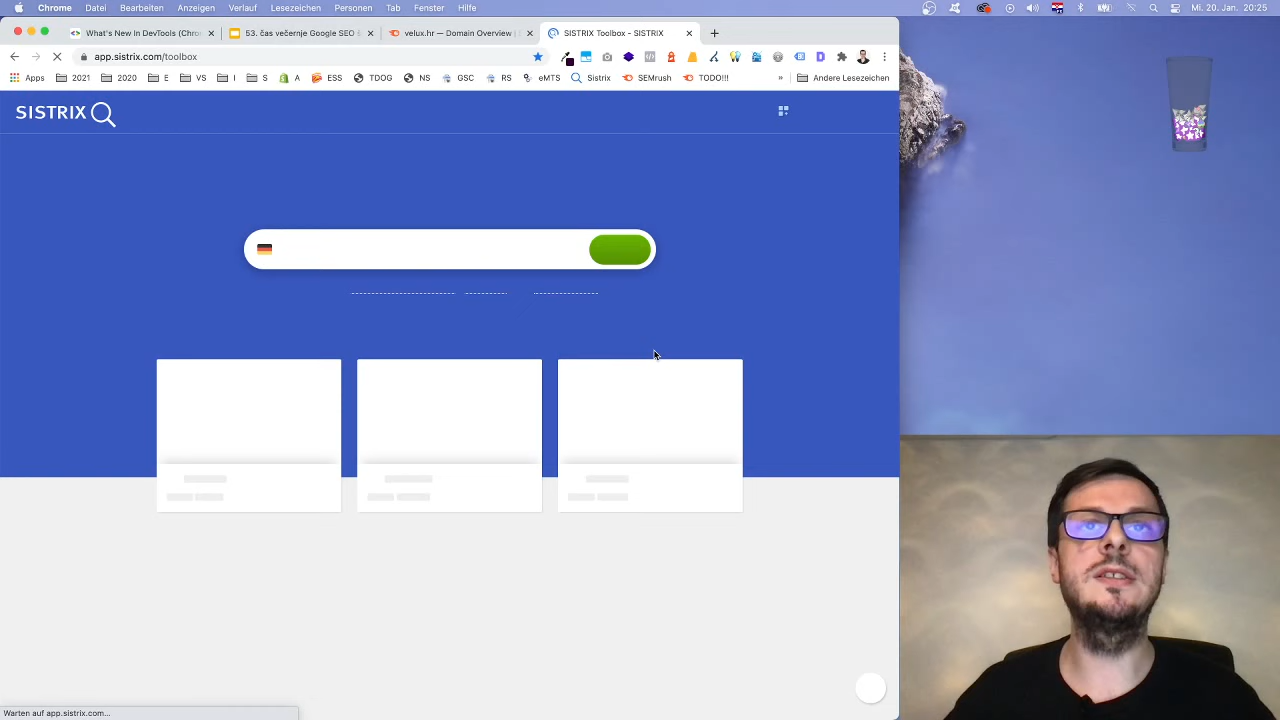 Chrome Datei Bearbeiten Anzeigen Verlauf Lesezeichen Personen Tab Fenster Hilfe Mi. 20. Jan. 20:25
What's New In DevTools (Chro 53. čas večernje Google SEO & velux.hr — Domain Overview | SISTRIX Toolbox - SISTRIX
app.sistrix.com/toolbox
Apps 2021 2020 E I S A ESS TDOG NS GSC RS eMTS Sistrix SEMrush TODO!! » Andere Lesezeichen
SISTRIX
Warten auf app.sistrix.com...